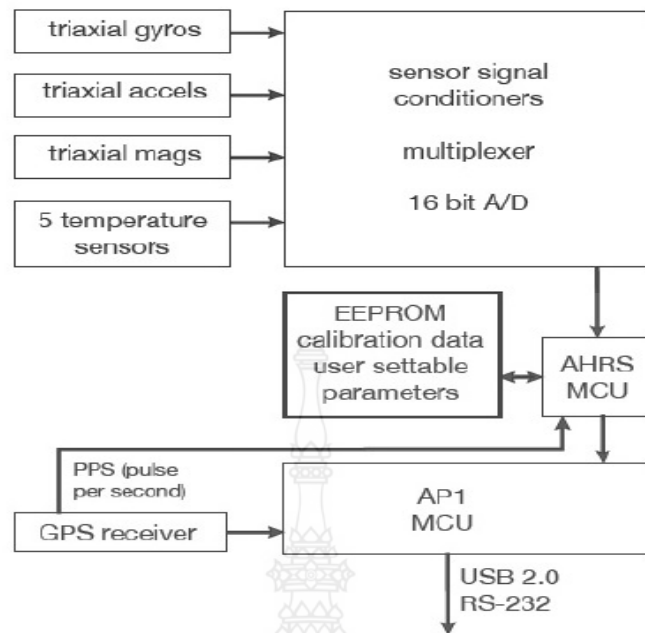 triaxial gyros
triaxial accels
triaxial mags
5 temperature
sensors
sensor signal
conditioners
multiplexer
16 bit A/D
EEPROM
calibration data
user settable
parameters
AHRS
MCU
PPS (pulse
per second)
GPS receiver
AP1
MCU
USB 2.0
RS-232